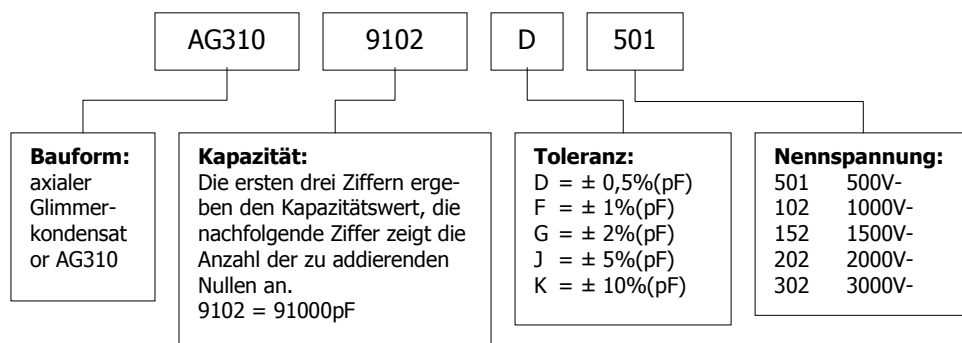 AG310 9102 D 501
Bauform:
axialer
Glimmer-
kondensat
or AG310
Kapazität:
Die ersten drei Ziffern erge-
ben den Kapazitätswert, die
nachfolgende Ziffer zeigt die
Anzahl der zu addierenden
Nullen an.
9102 = 91000pF
Toleranz:
D = ± 0,5%(pF)
F = ± 1%(pF)
G = ± 2%(pF)
J = ± 5%(pF)
K = ± 10%(pF)
Nennspannung:
501 500V-
102 1000V-
152 1500V-
202 2000V-
302 3000V-